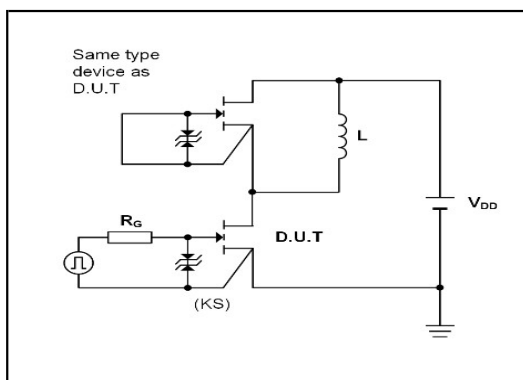 Same type
device as
D.U.T
L
V_DD
R_G
D.U.T
(KS)